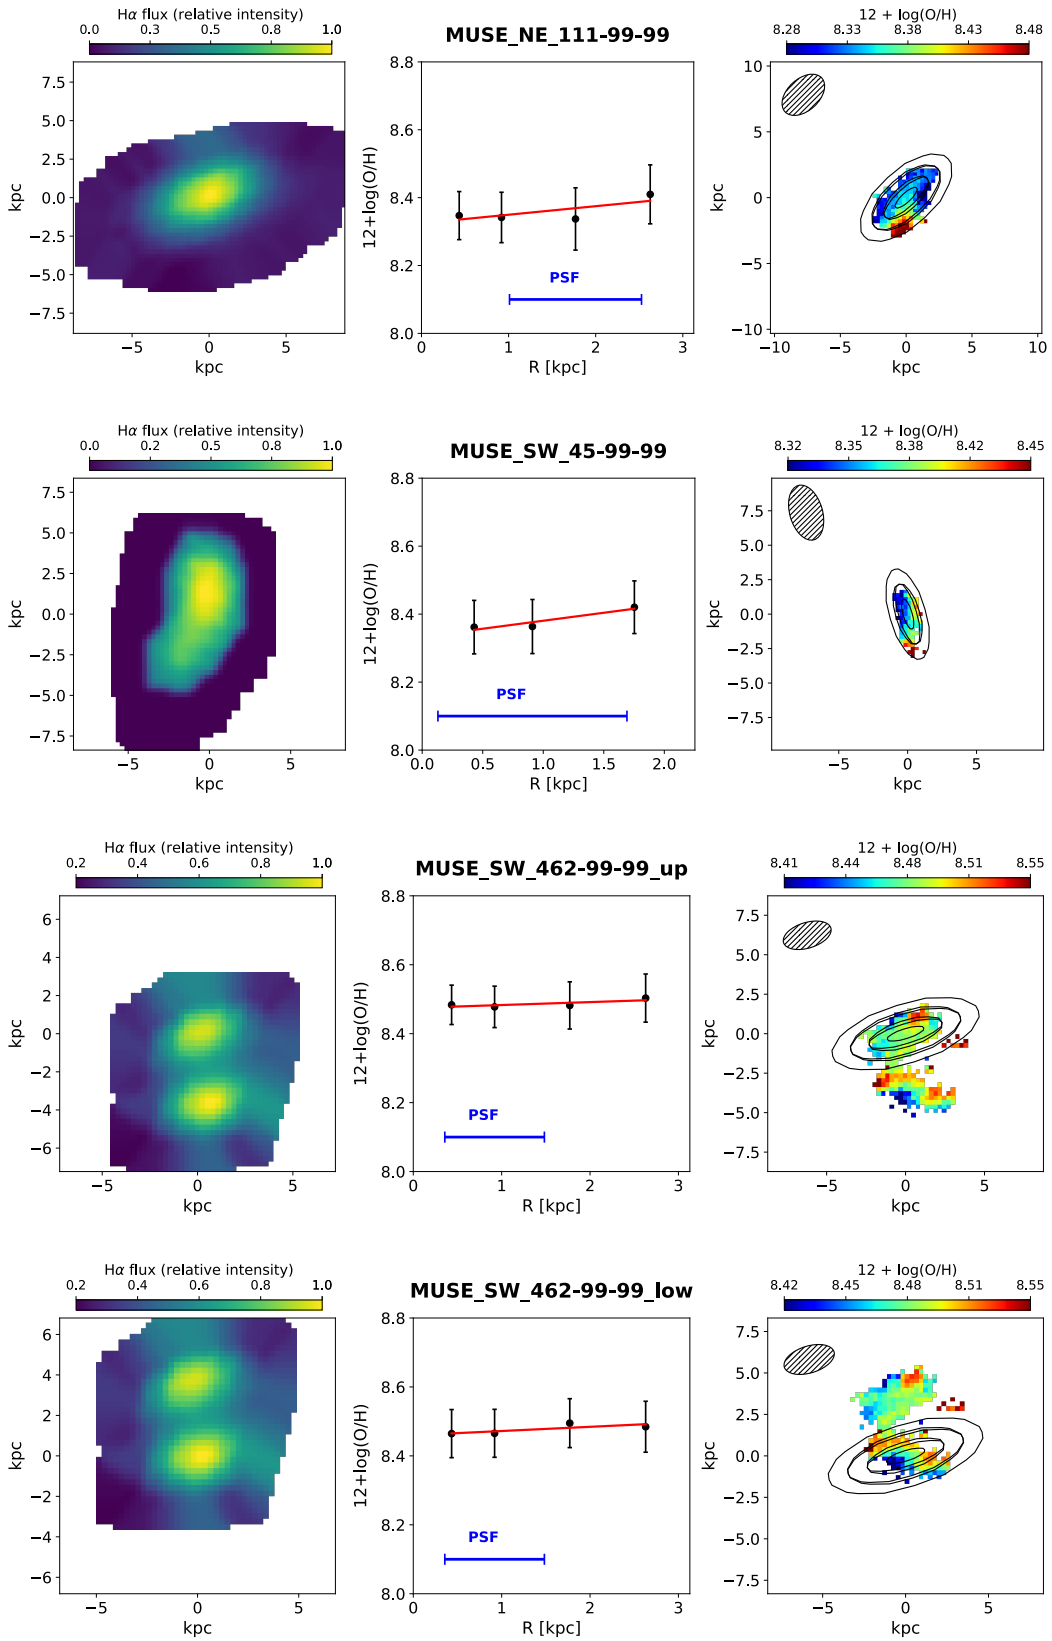 Hα flux (relative intensity)
0.0 0.3 0.5 0.8 1.0
7.5
5.0
2.5
0.0
−2.5
−5.0
−7.5
kpc
−5 0 5
kpc
MUSE_NE_111-99-99
8.8
8.6
8.4
8.2
8.0
12+log(O/H)
PSF
0 1 2 3
R [kpc]
12 + log(O/H)
8.28 8.33 8.38 8.43 8.48
10
5
0
−5
−10
kpc
−10 −5 0 5 10
kpc
Hα flux (relative intensity)
0.0 0.2 0.5 0.8 1.0
7.5
5.0
2.5
0.0
−2.5
−5.0
−7.5
kpc
−5 0 5
kpc
MUSE_SW_45-99-99
8.8
8.6
8.4
8.2
8.0
12+log(O/H)
PSF
0.0 0.5 1.0 1.5 2.0
R [kpc]
12 + log(O/H)
8.32 8.35 8.38 8.42 8.45
7.5
5.0
2.5
0.0
−2.5
−5.0
−7.5
kpc
−5 0 5
kpc
Hα flux (relative intensity)
0.2 0.4 0.6 0.8 1.0
6
4
2
0
−2
−4
−6
kpc
−5 0 5
kpc
MUSE_SW_462-99-99_up
8.8
8.6
8.4
8.2
8.0
12+log(O/H)
PSF
0 1 2 3
R [kpc]
12 + log(O/H)
8.41 8.44 8.48 8.51 8.55
7.5
5.0
2.5
0.0
−2.5
−5.0
−7.5
kpc
−5 0 5
kpc
Hα flux (relative intensity)
0.2 0.4 0.6 0.8 1.0
6
4
2
0
−2
−4
−6
kpc
−5 0 5
kpc
MUSE_SW_462-99-99_low
8.8
8.6
8.4
8.2
8.0
12+log(O/H)
PSF
0 1 2 3
R [kpc]
12 + log(O/H)
8.42 8.45 8.48 8.51 8.55
7.5
5.0
2.5
0.0
−2.5
−5.0
−7.5
kpc
−5 0 5
kpc